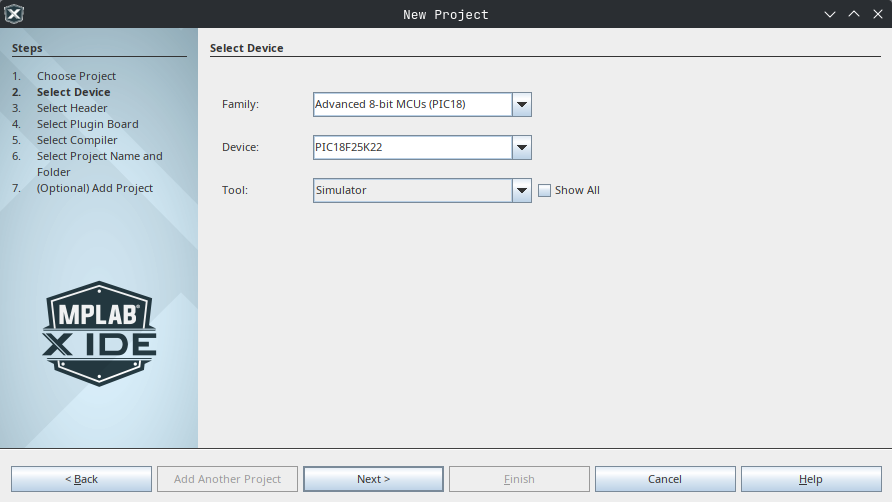 New Project
Steps
1. Choose Project
2. Select Device
3. Select Header
4. Select Plugin Board
5. Select Compiler
6. Select Project Name and
Folder
7. (Optional) Add Project
MPLAB®
X IDE
Select Device
Family: Advanced 8-bit MCUs (PIC18)
Device: PIC18F25K22
Tool: Simulator Show All
< Back Add Another Project Next > Finish Cancel Help